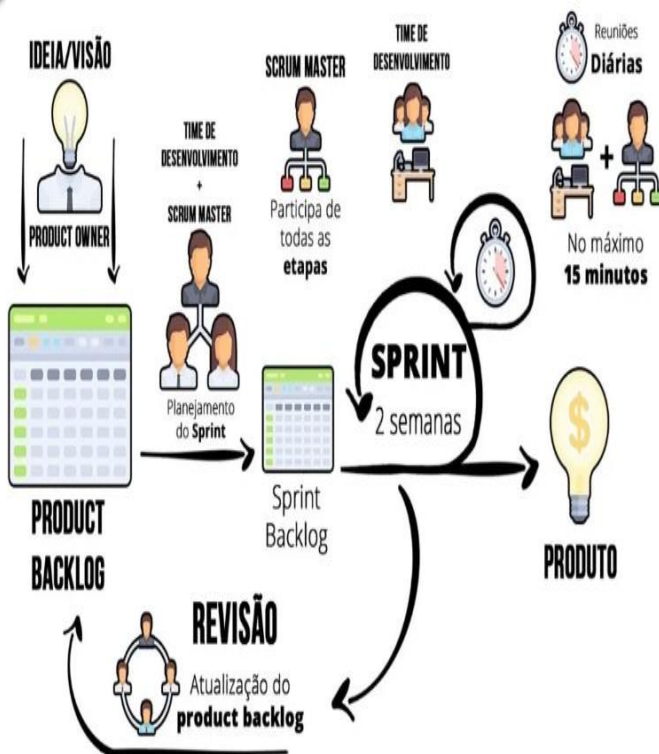 IDEIA/VISÃO
PRODUCT OWNER
PRODUCT
BACKLOG
TIME DE
DESENVOLVIMENTO
+
SCRUM MASTER
Planejamento
do Sprint
SCRUM MASTER
Participa de
todas as
etapas
Sprint
Backlog
TIME DE
DESENVOLVIMENTO
SPRINT
2 semanas
Reuniões
Diárias
+
No máximo
15 minutos
$
PRODUTO
REVISÃO
Atualização do
product backlog